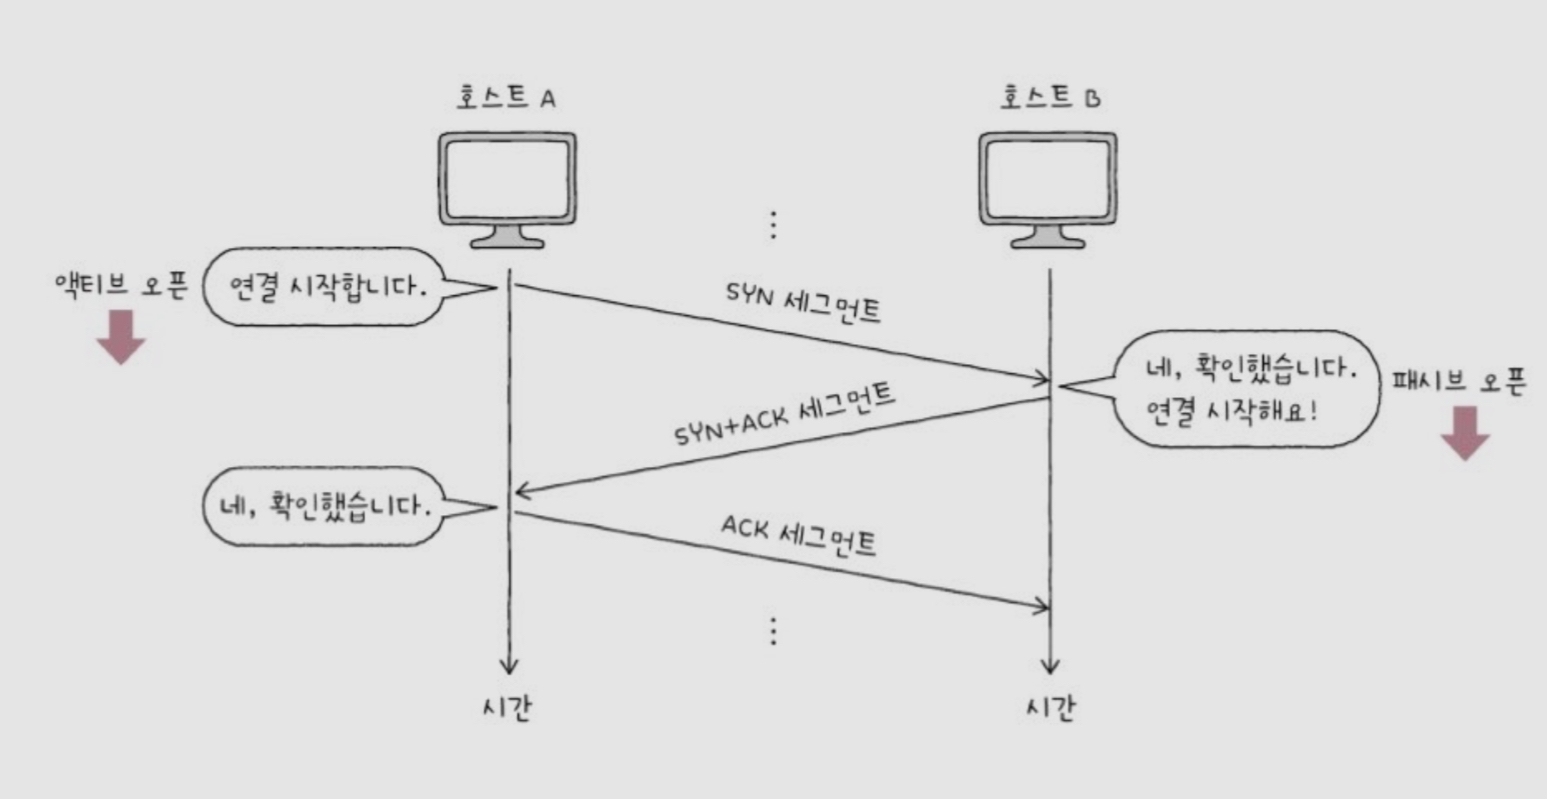 호스트 A
호스트 B
액티브 오픈
연결 시작합니다.
SYN 세그먼트
네, 확인했습니다.
연결 시작해요!
패시브 오픈
SYN+ACK 세그먼트
네, 확인했습니다.
ACK 세그먼트
시간
시간